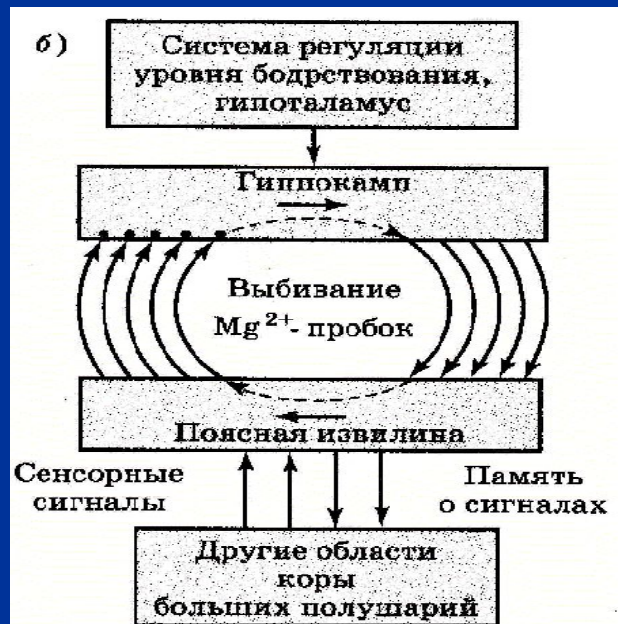 б)
Система регуляции
уровня бодрствования,
гипоталамус
Гиппокамп
Выбивание
Mg²⁺- пробок
Поясная извилина
Сенсорные
сигналы
Память
о сигналах
Другие области
коры
больших полушарий